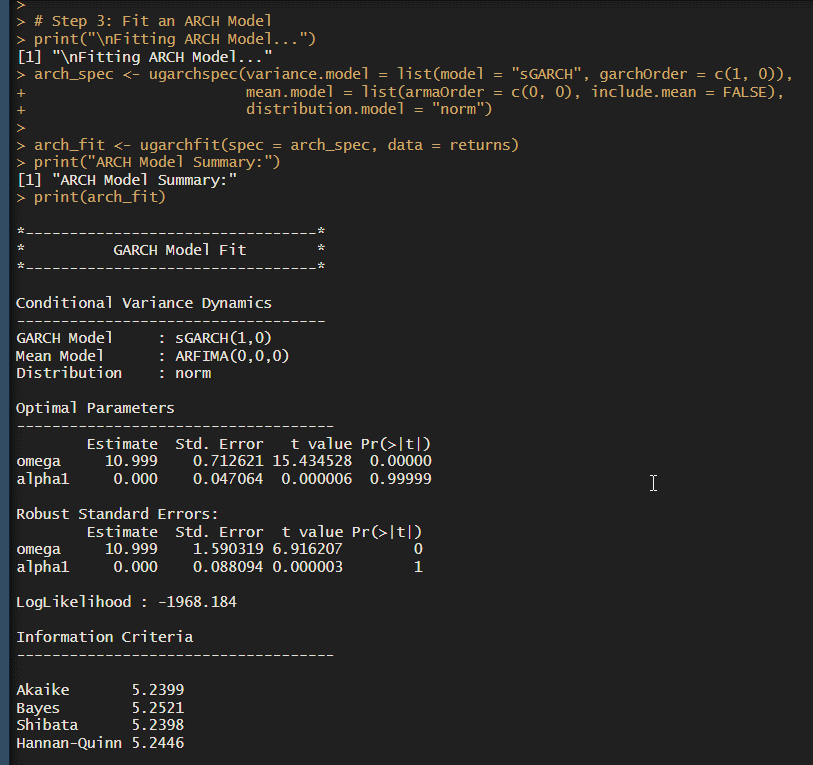 >
> # Step 3: Fit an ARCH Model
> print("\nFitting ARCH Model...")
[1] "\nFitting ARCH Model..."
> arch_spec <- ugarchspec(variance.model = list(model = "sGARCH", garchOrder = c(1, 0)),
+                         mean.model = list(armaOrder = c(0, 0), include.mean = FALSE),
+                         distribution.model = "norm")
>
> arch_fit <- ugarchfit(spec = arch_spec, data = returns)
> print("ARCH Model Summary:")
[1] "ARCH Model Summary:"
> print(arch_fit)

*---------------------------------*
*          GARCH Model Fit        *
*---------------------------------*

Conditional Variance Dynamics
-----------------------------------
GARCH Model     : sGARCH(1,0)
Mean Model      : ARFIMA(0,0,0)
Distribution    : norm

Optimal Parameters
------------------------------------
        Estimate  Std. Error   t value Pr(>|t|)
omega     10.999    0.712621 15.434528  0.00000
alpha1     0.000    0.047064  0.000006  0.99999

Robust Standard Errors:
        Estimate  Std. Error  t value Pr(>|t|)
omega     10.999    1.590319 6.916207        0
alpha1     0.000    0.088094 0.000003        1

LogLikelihood : -1968.184

Information Criteria
------------------------------------

Akaike       5.2399
Bayes        5.2521
Shibata      5.2398
Hannan-Quinn 5.2446